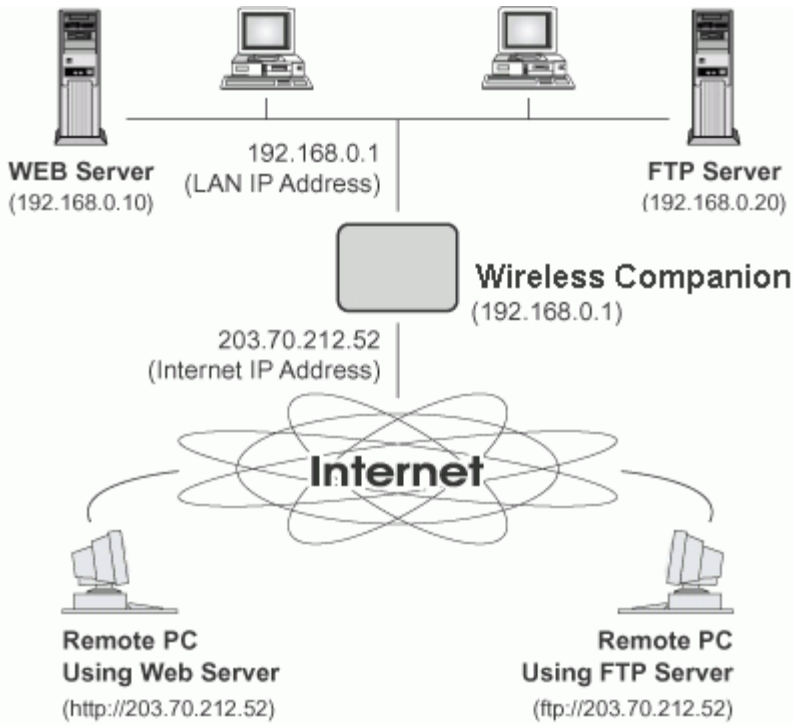 WEB Server
(192.168.0.10)
192.168.0.1
(LAN IP Address)
FTP Server
(192.168.0.20)
Wireless Companion
(192.168.0.1)
203.70.212.52
(Internet IP Address)
Internet
Remote PC
Using Web Server
(http://203.70.212.52)
Remote PC
Using FTP Server
(ftp://203.70.212.52)